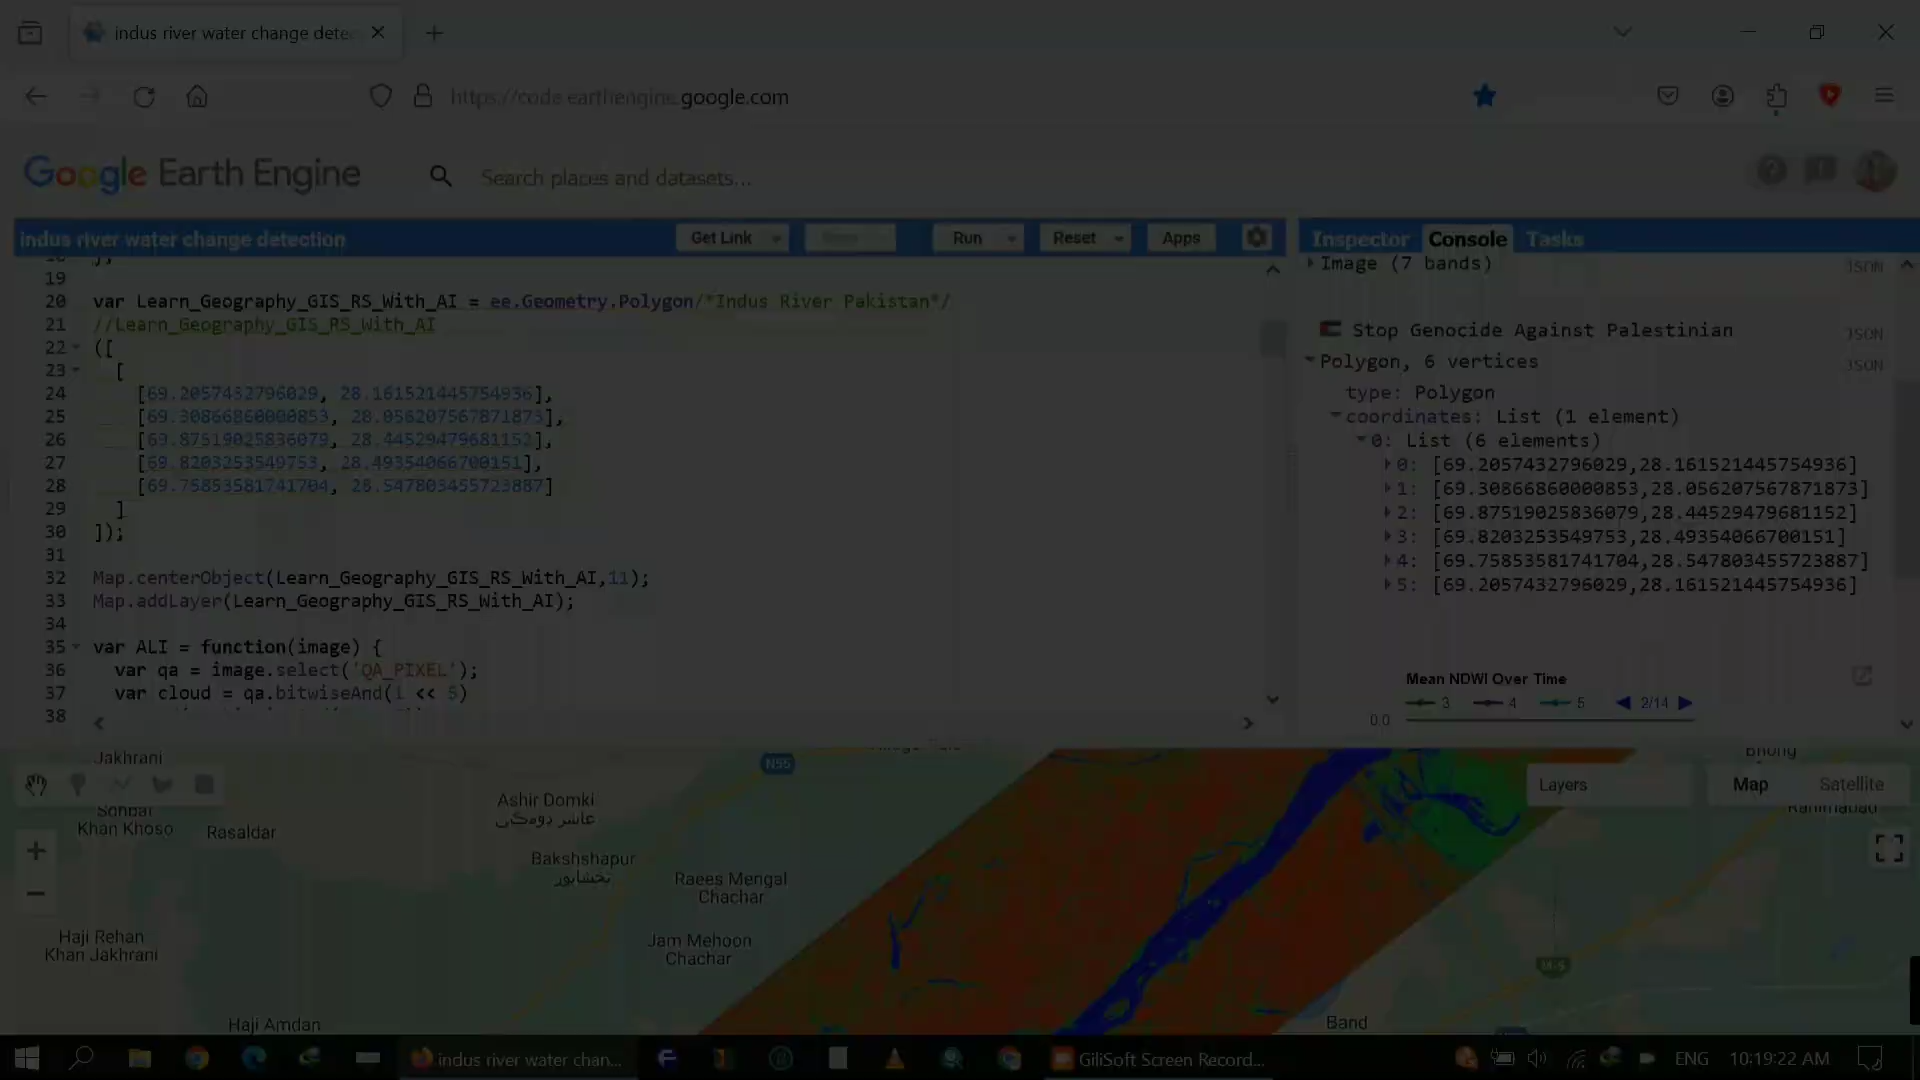 indus river water change dete
https://code.earthengine.google.com
Google Earth Engine
Search places and datasets...
indus river water change detection
Get Link
Run
Reset
Apps
Inspector
Console
Tasks
18 };
19
20 var Learn_Geography_GIS_RS_With_AI = ee.Geometry.Polygon/*Indus River Pakistan*/
21 //Learn_Geography_GIS_RS_With_AI
22 ([
23 [
24 [69.2057432796029, 28.161521445754936],
25 [69.30866860000853, 28.056207567871873],
26 [69.87519025836079, 28.44529479681152],
27 [69.8203253549753, 28.49354066700151],
28 [69.75853581741704, 28.547803455723887]
29 ]
30 ]);
31
32 Map.centerObject(Learn_Geography_GIS_RS_With_AI,11);
33 Map.addLayer(Learn_Geography_GIS_RS_With_AI);
34
35 var ALI = function(image) {
36 var qa = image.select('QA_PIXEL');
37 var cloud = qa.bitwiseAnd(1 << 5)
38
Image (7 bands) JSON
Stop Genocide Against Palestinian JSON
Polygon, 6 vertices JSON
type: Polygon
coordinates: List (1 element)
0: List (6 elements)
0: [69.2057432796029,28.161521445754936]
1: [69.30866860000853,28.056207567871873]
2: [69.87519025836079,28.44529479681152]
3: [69.8203253549753,28.49354066700151]
4: [69.75853581741704,28.547803455723887]
5: [69.2057432796029,28.161521445754936]
Mean NDWI Over Time
3 4 5 2/14
0.0
Jakhrani
N55
Bhong
Layers
Map
Satellite
Khan Khoso
Rasaldar
Ashir Domki
عاشر ڈومکی
Rahimabad
Bakshshapur
بخشاپور
Raees Mengal
Chachar
Haji Rehan
Khan Jakhrani
Jam Mehoon
Chachar
M-5
Haji Amdan
Band
indus river water chan...
GiliSoft Screen Record...
ENG
10:19:22 AM